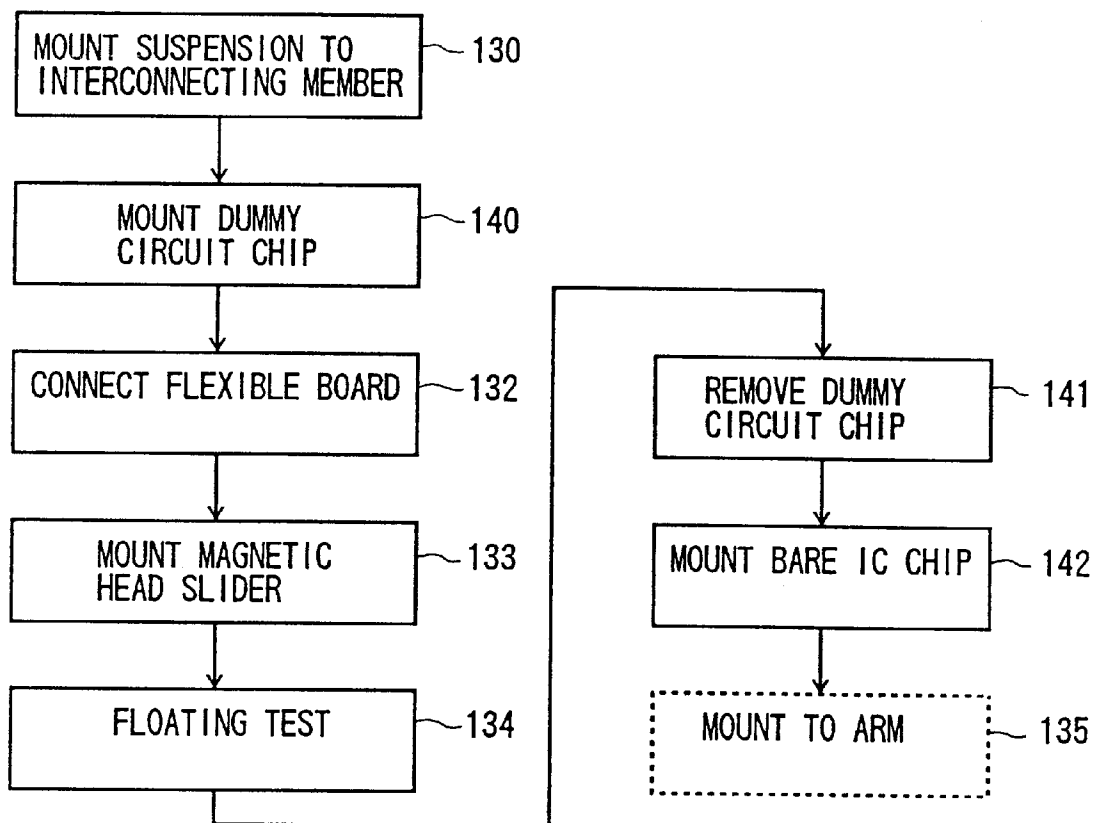 MOUNT SUSPENSION TO
INTERCONNECTING MEMBER
130
MOUNT DUMMY
CIRCUIT CHIP
140
CONNECT FLEXIBLE BOARD
132
MOUNT MAGNETIC
HEAD SLIDER
133
FLOATING TEST
134
REMOVE DUMMY
CIRCUIT CHIP
141
MOUNT BARE IC CHIP
142
MOUNT TO ARM
135